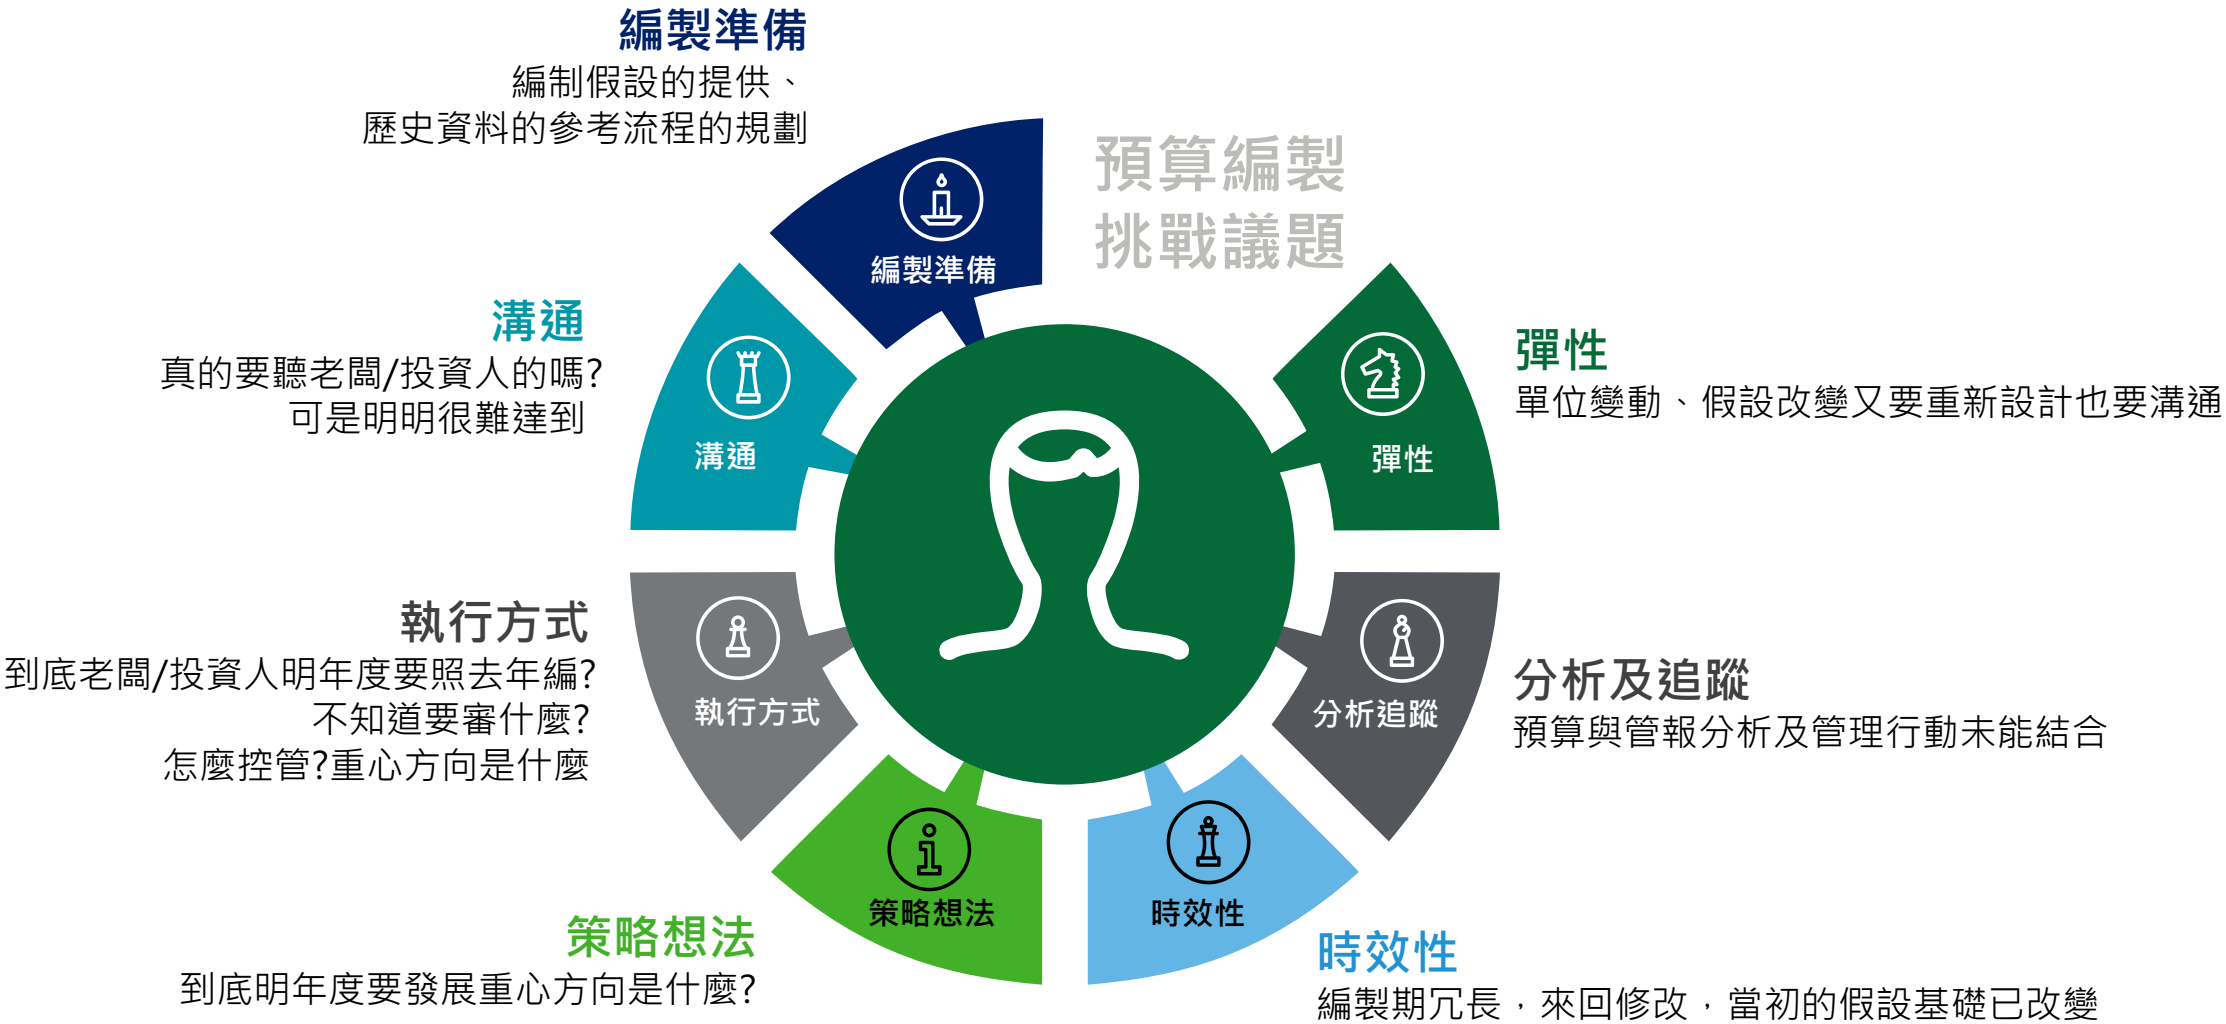 編製準備
編制假設的提供、
歷史資料的參考流程的規劃
預算編製
挑戰議題
編製準備
溝通
真的要聽老闆/投資人的嗎?
可是明明很難達到
溝通
彈性
單位變動、假設改變又要重新設計也要溝通
彈性
執行方式
到底老闆/投資人明年度要照去年編?
不知道要審什麼?
怎麼控管?重心方向是什麼
執行方式
分析及追蹤
預算與管報分析及管理行動未能結合
分析追蹤
策略想法
到底明年度要發展重心方向是什麼?
策略想法
時效性
時效性
編製期冗長，來回修改，當初的假設基礎已改變